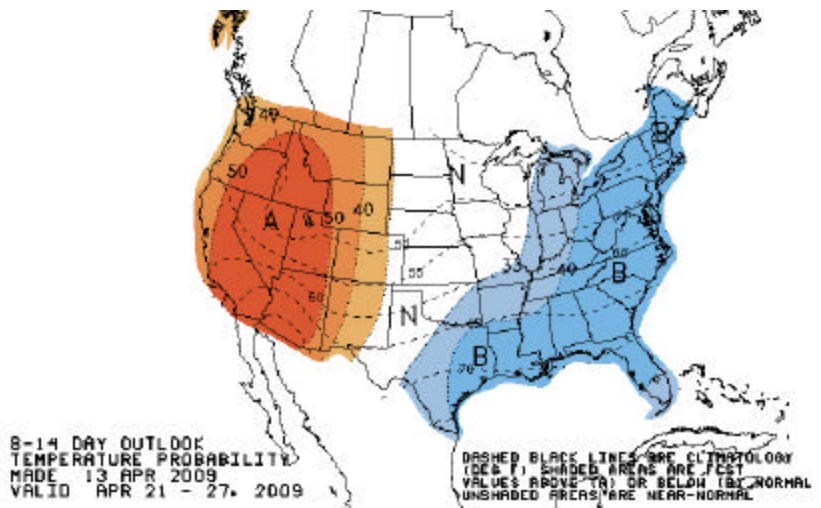 40
50
N
B
A
50
40
55
33
40
B
60
N
B
70
8-14 DAY OUTLOOK
TEMPERATURE PROBABILITY
MADE 13 APR 2009
VALID APR 21 - 27, 2009
DASHED BLACK LINES ARE CLIMATOLOGY
(DEG F) SHADED AREAS ARE FCST
VALUES ABOVE (A) OR BELOW (B) NORMAL
UNSHADED AREAS ARE NEAR-NORMAL